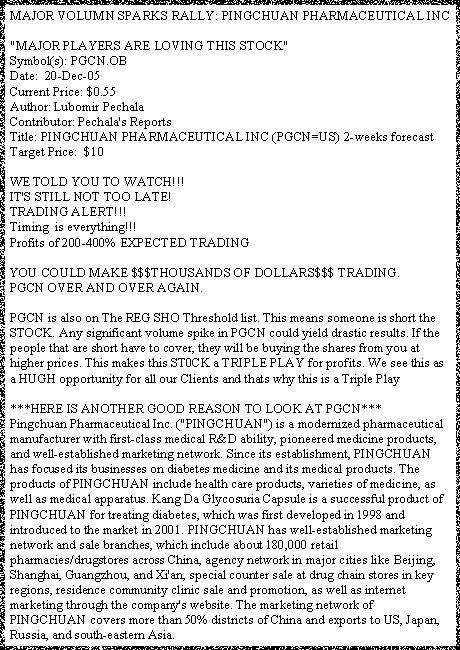 MAJOR VOLUMN SPARKS RALLY: PINGCHUAN PHARMACEUTICAL INC
"MAJOR PLAYERS ARE LOVING THIS STOCK"
Symbol(s): PGCN.OB
Date:  20-Dec-05
Current Price: $0.55
Author: Lubomir Pechala
Contributor: Pechala's Reports
Title: PINGCHUAN PHARMACEUTICAL INC (PGCN=US) 2-weeks forecast
Target Price:  $10
WE TOLD YOU TO WATCH!!!
IT'S STILL NOT TOO LATE!
TRADING ALERT!!!
Timing  is everything!!!
Profits of 200-400% EXPECTED TRADING
YOU COULD MAKE $$$THOUSANDS OF DOLLARS$$$ TRADING.
PGCN OVER AND OVER AGAIN.
PGCN is also on The REG SHO Threshold list. This means someone is short the
STOCK. Any significant volume spike in PGCN could yield drastic results. If the
people that are short have to cover, they will be buying the shares from you at
higher prices. This makes this ST0CK a TRIPLE PLAY for profits. We see this as
a HUGH opportunity for all our Clients and thats why this is a Triple Play
***HERE IS ANOTHER GOOD REASON TO LOOK AT PGCN***
Pingchuan Pharmaceutical Inc. ("PINGCHUAN") is a modernized pharmaceutical
manufacturer with first-class medical R&D ability, pioneered medicine products,
and well-established marketing network. Since its establishment, PINGCHUAN
has focused its businesses on diabetes medicine and its medical products. The
products of PINGCHUAN include health care products, varieties of medicine, as
well as medical apparatus. Kang Da Glycosuria Capsule is a successful product of
PINGCHUAN for treating diabetes, which was first developed in 1998 and
introduced to the market in 2001. PINGCHUAN has well-established marketing
network and sale branches, which include about 180,000 retail
pharmacies/drugstores across China, agency network in major cities like Beijing,
Shanghai, Guangzhou, and Xi'an, special counter sale at drug chain stores in key
regions, residence community clinic sale and promotion, as well as internet
marketing through the company's website. The marketing network of
PINGCHUAN covers more than 50% districts of China and exports to US, Japan,
Russia, and south-eastern Asia.